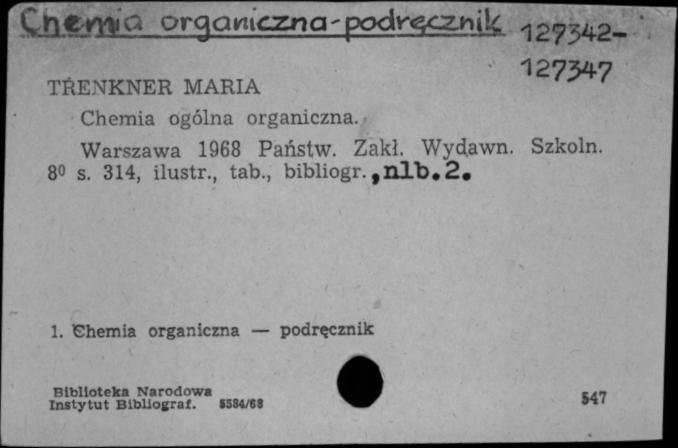 Chemia organiczna-podręcznik 127342-
127347
TRENKNER MARIA
Chemia ogólna organiczna.
Warszawa 1968 Państw. Zakł. Wydawn. Szkoln.
8⁰ s. 314, ilustr., tab., bibliogr.,nlb.2.
1. Chemia organiczna — podręcznik
Biblioteka Narodowa
Instytut Bibliograf. 5584/68
547